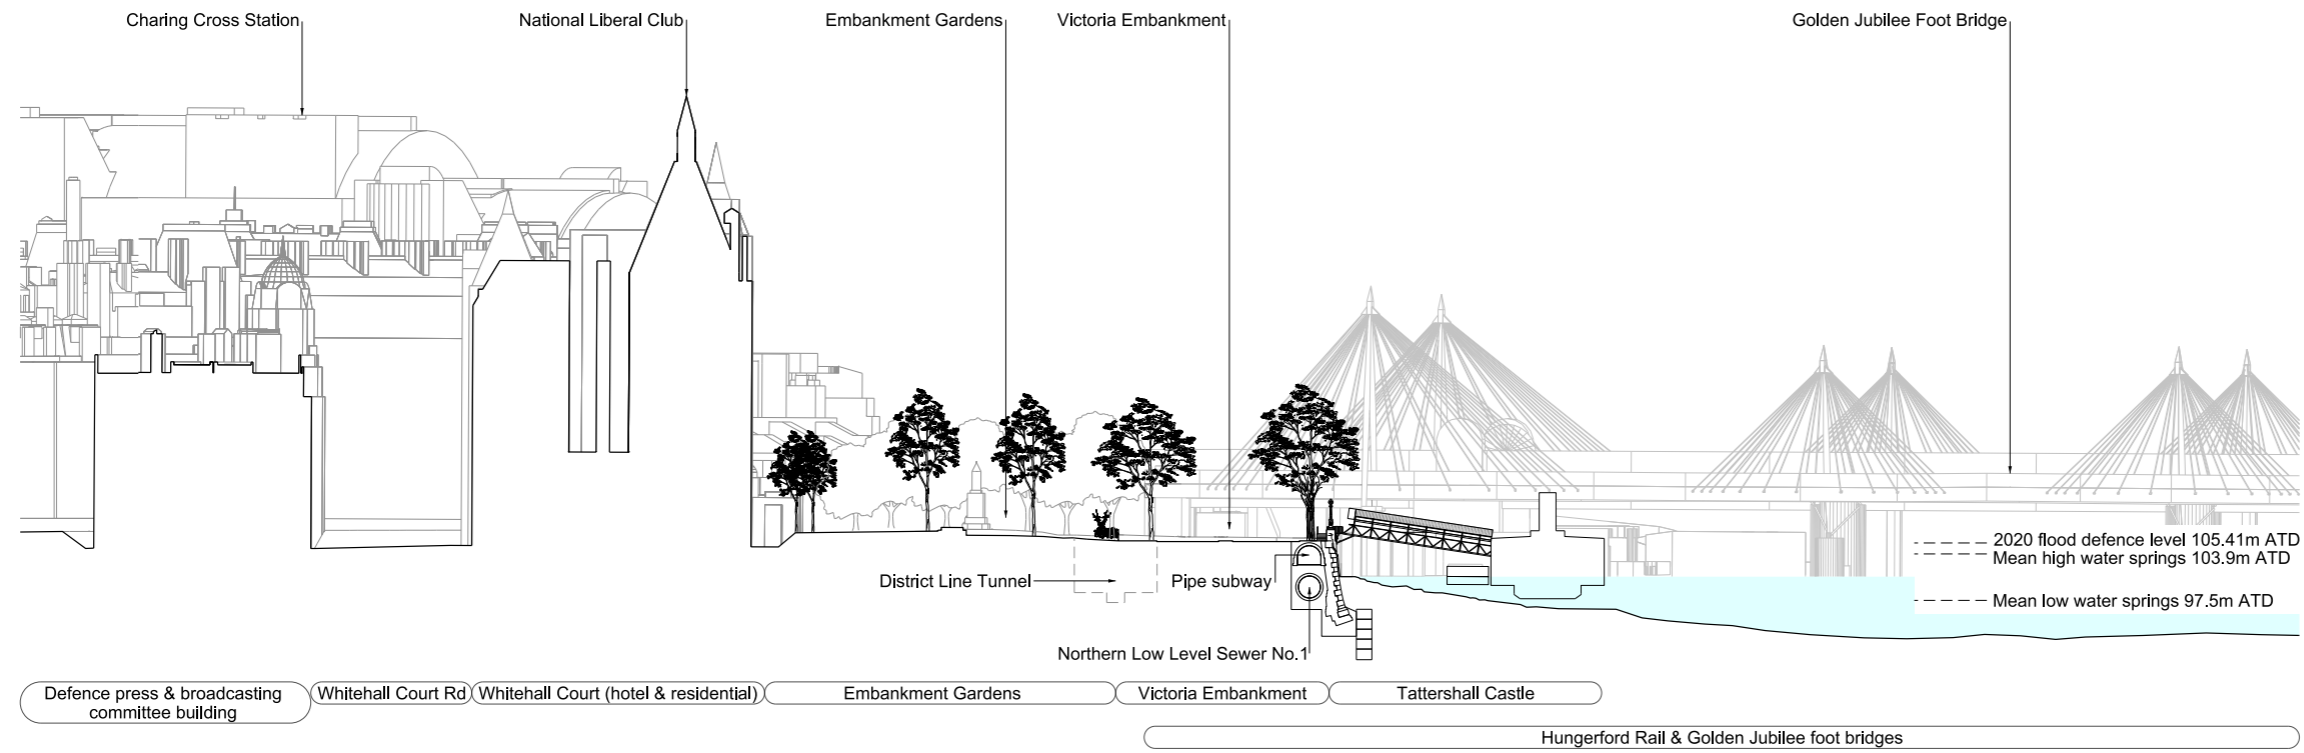 Charing Cross Station
National Liberal Club
Embankment Gardens
Victoria Embankment
Golden Jubilee Foot Bridge
2020 flood defence level 105.41m ATD
Mean high water springs 103.9m ATD
District Line Tunnel
Pipe subway
Mean low water springs 97.5m ATD
Northern Low Level Sewer No.1
Defence press & broadcasting
committee building
Whitehall Court Rd
Whitehall Court (hotel & residential)
Embankment Gardens
Victoria Embankment
Tattershall Castle
Hungerford Rail & Golden Jubilee foot bridges